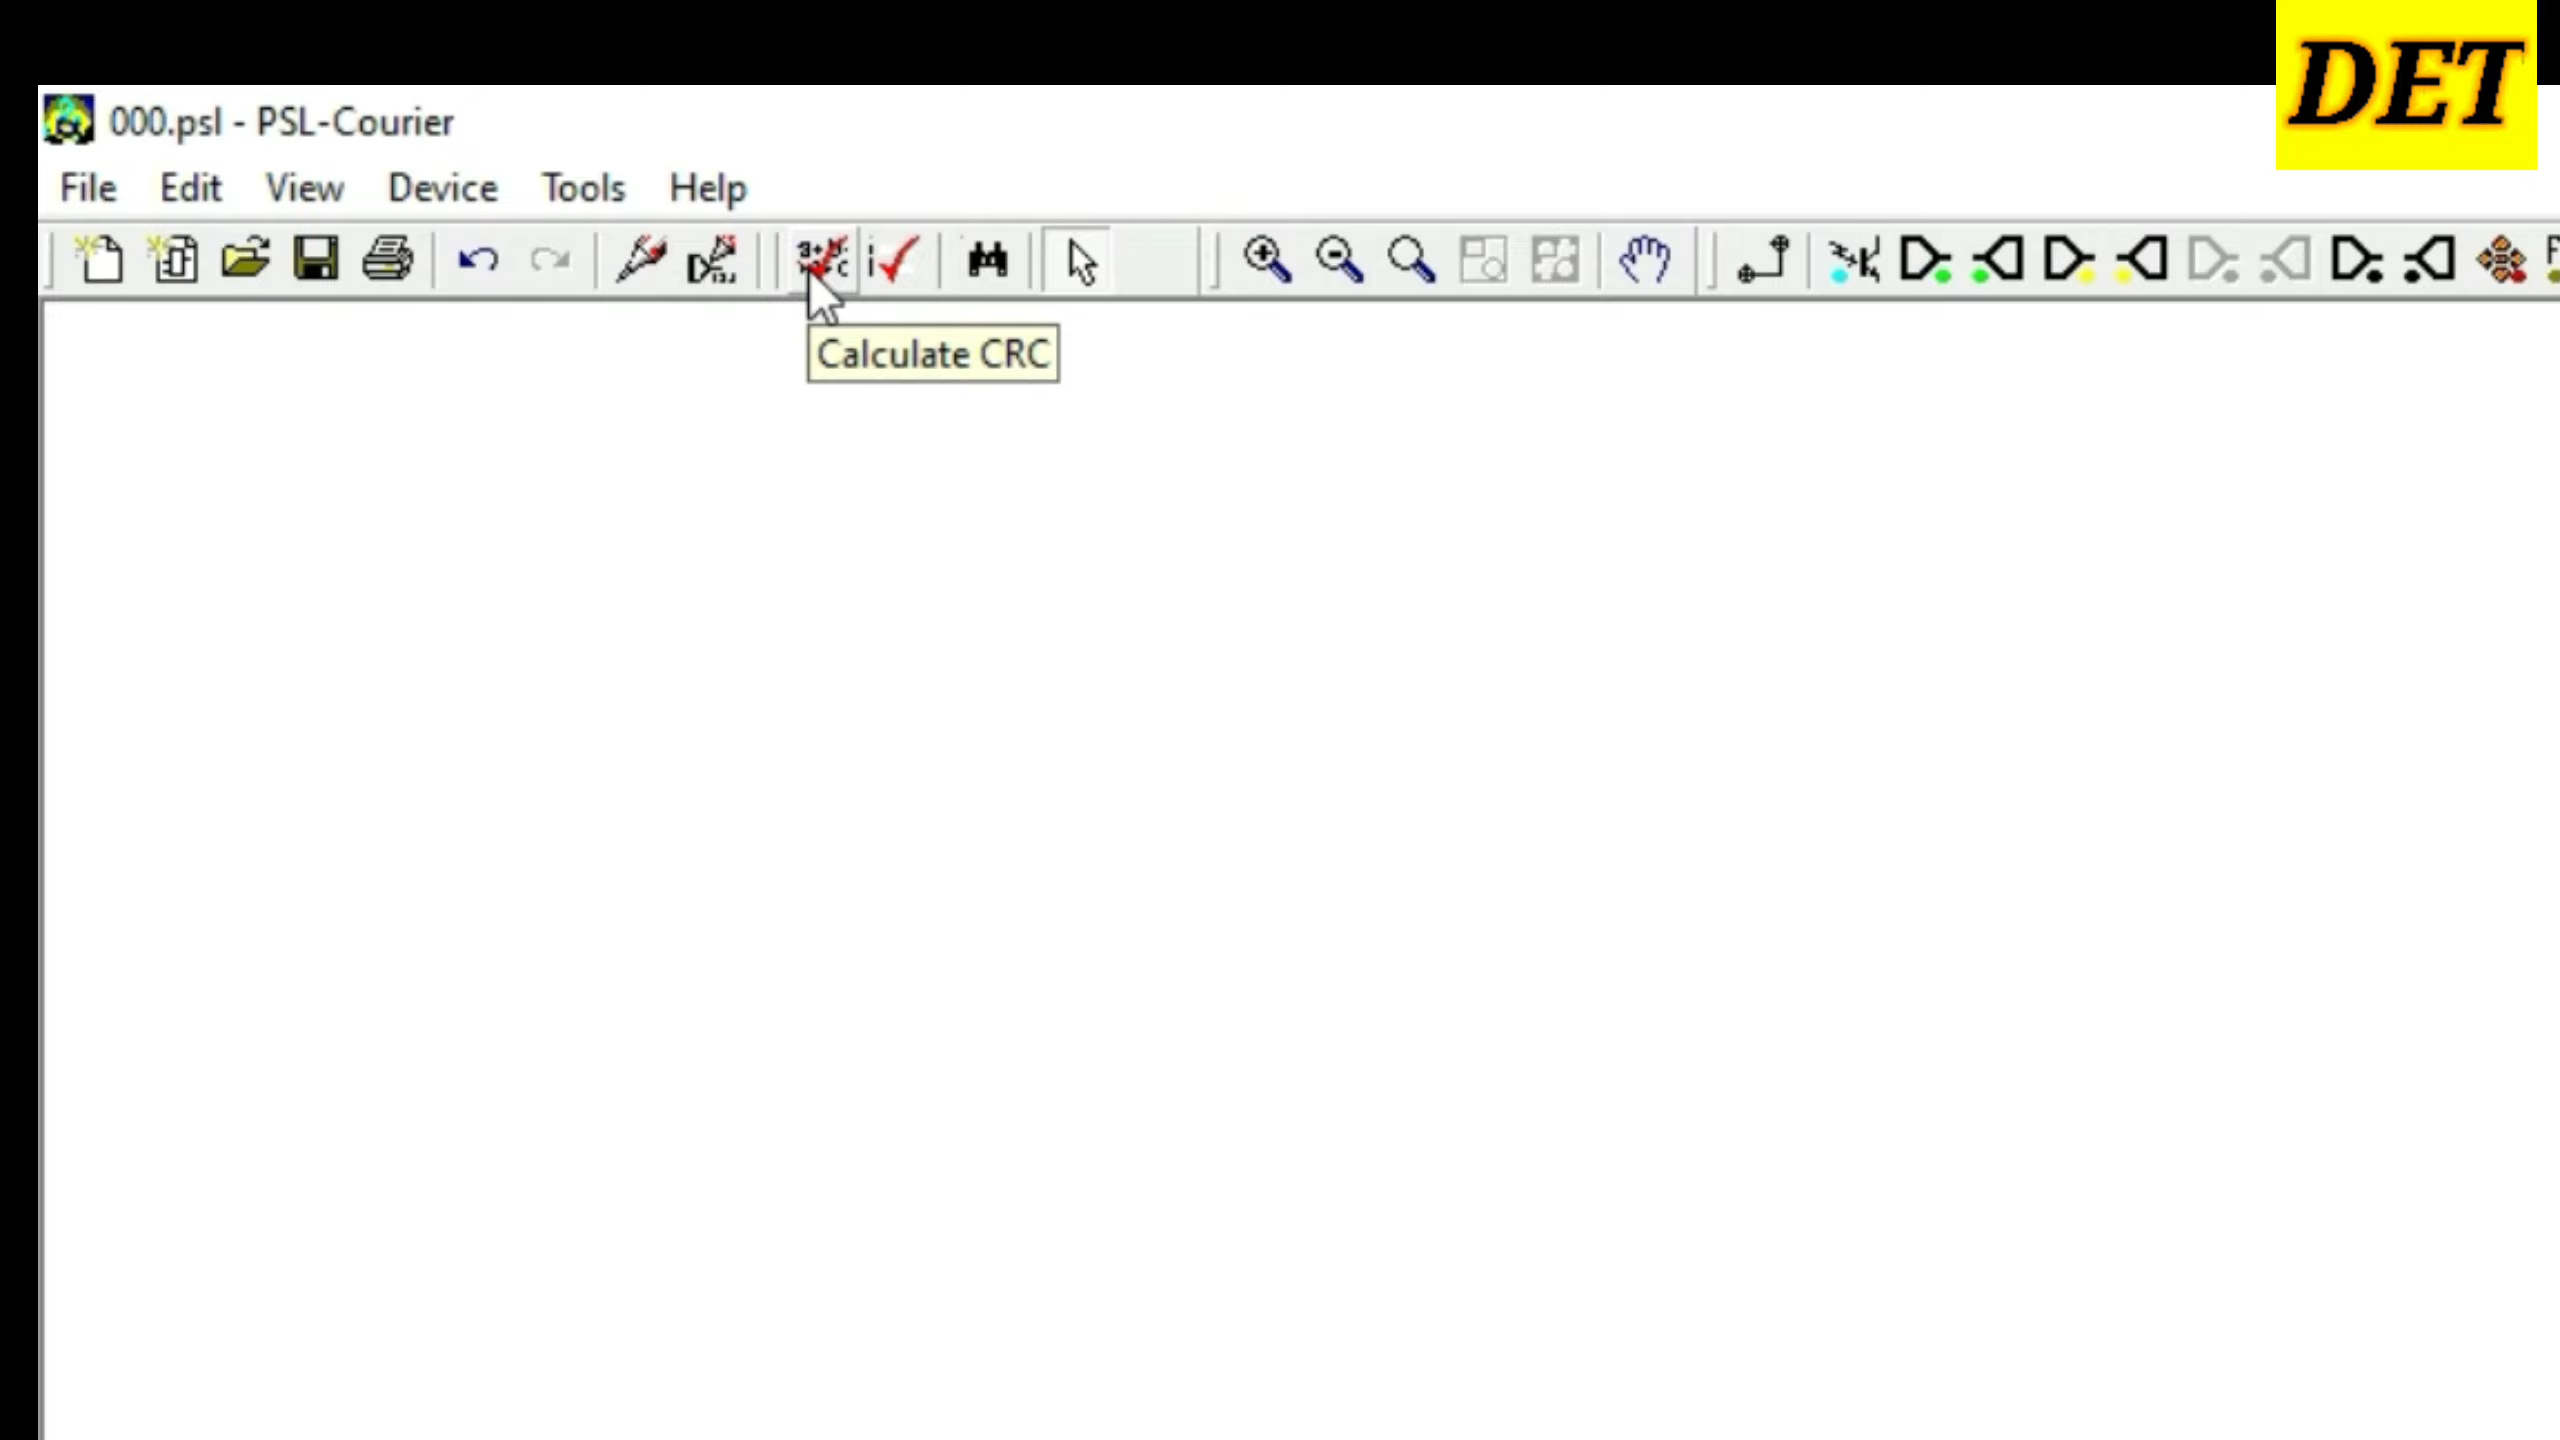 DET
000.psl - PSL-Courier
File Edit View Device Tools Help
Calculate CRC